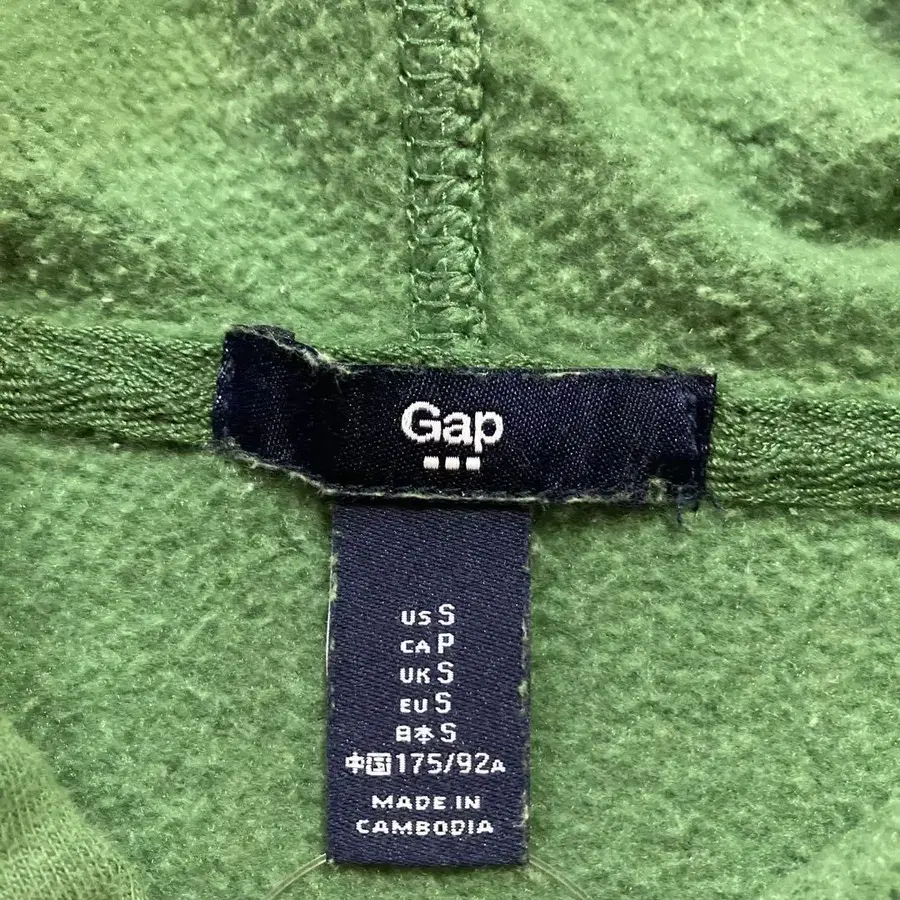 Gap
US S
CA P
UK S
EU S
日本 S
中国 175/92A
MADE IN
CAMBODIA